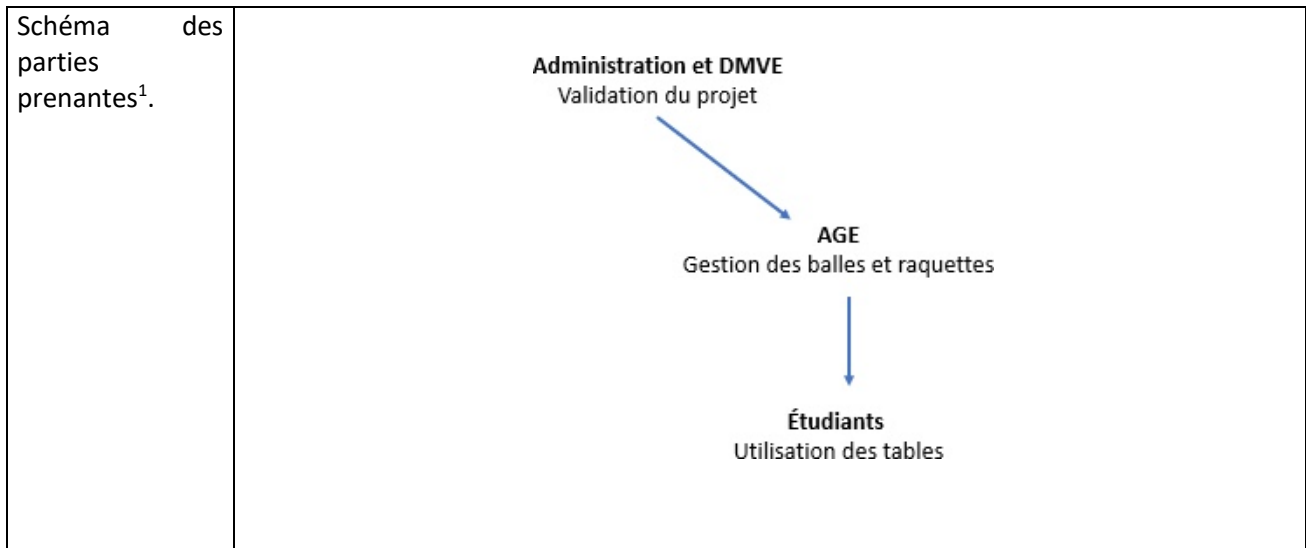 Schéma des
parties
prenantes¹.
Administration et DMVE
Validation du projet
AGE
Gestion des balles et raquettes
Étudiants
Utilisation des tables